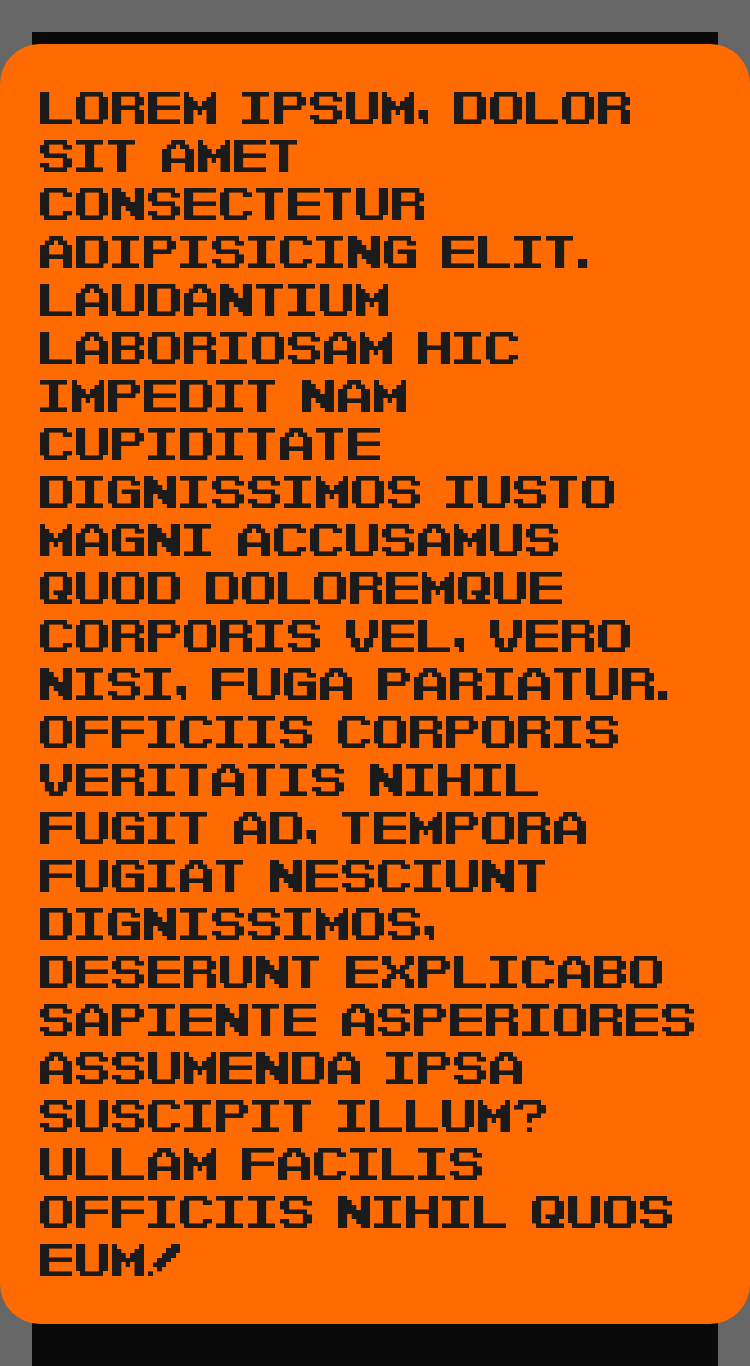 LOREM IPSUM, DOLOR
SIT AMET
CONSECTETUR
ADIPISICING ELIT.
LAUDANTIUM
LABORIOSAM HIC
IMPEDIT NAM
CUPIDITATE
DIGNISSIMOS IUSTO
MAGNI ACCUSAMUS
QUOD DOLOREMQUE
CORPORIS VEL, VERO
NISI, FUGA PARIATUR.
OFFICIIS CORPORIS
VERITATIS NIHIL
FUGIT AD, TEMPORA
FUGIAT NESCIUNT
DIGNISSIMOS,
DESERUNT EXPLICABO
SAPIENTE ASPERIORES
ASSUMENDA IPSA
SUSCIPIT ILLUM?
ULLAM FACILIS
OFFICIIS NIHIL QUOS
EUM!